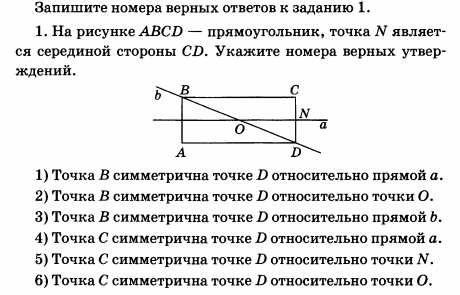 Запишите номера верных ответов к заданию 1.
1. На рисунке ABCD — прямоугольник, точка N являет-
ся серединой стороны CD. Укажите номера верных утвер-
ждений.
b B C
N
O a
A D
1) Точка B симметрична точке D относительно прямой a.
2) Точка B симметрична точке D относительно точки O.
3) Точка B симметрична точке D относительно прямой b.
4) Точка C симметрична точке D относительно прямой a.
5) Точка C симметрична точке D относительно точки N.
6) Точка C симметрична точке D относительно точки O.